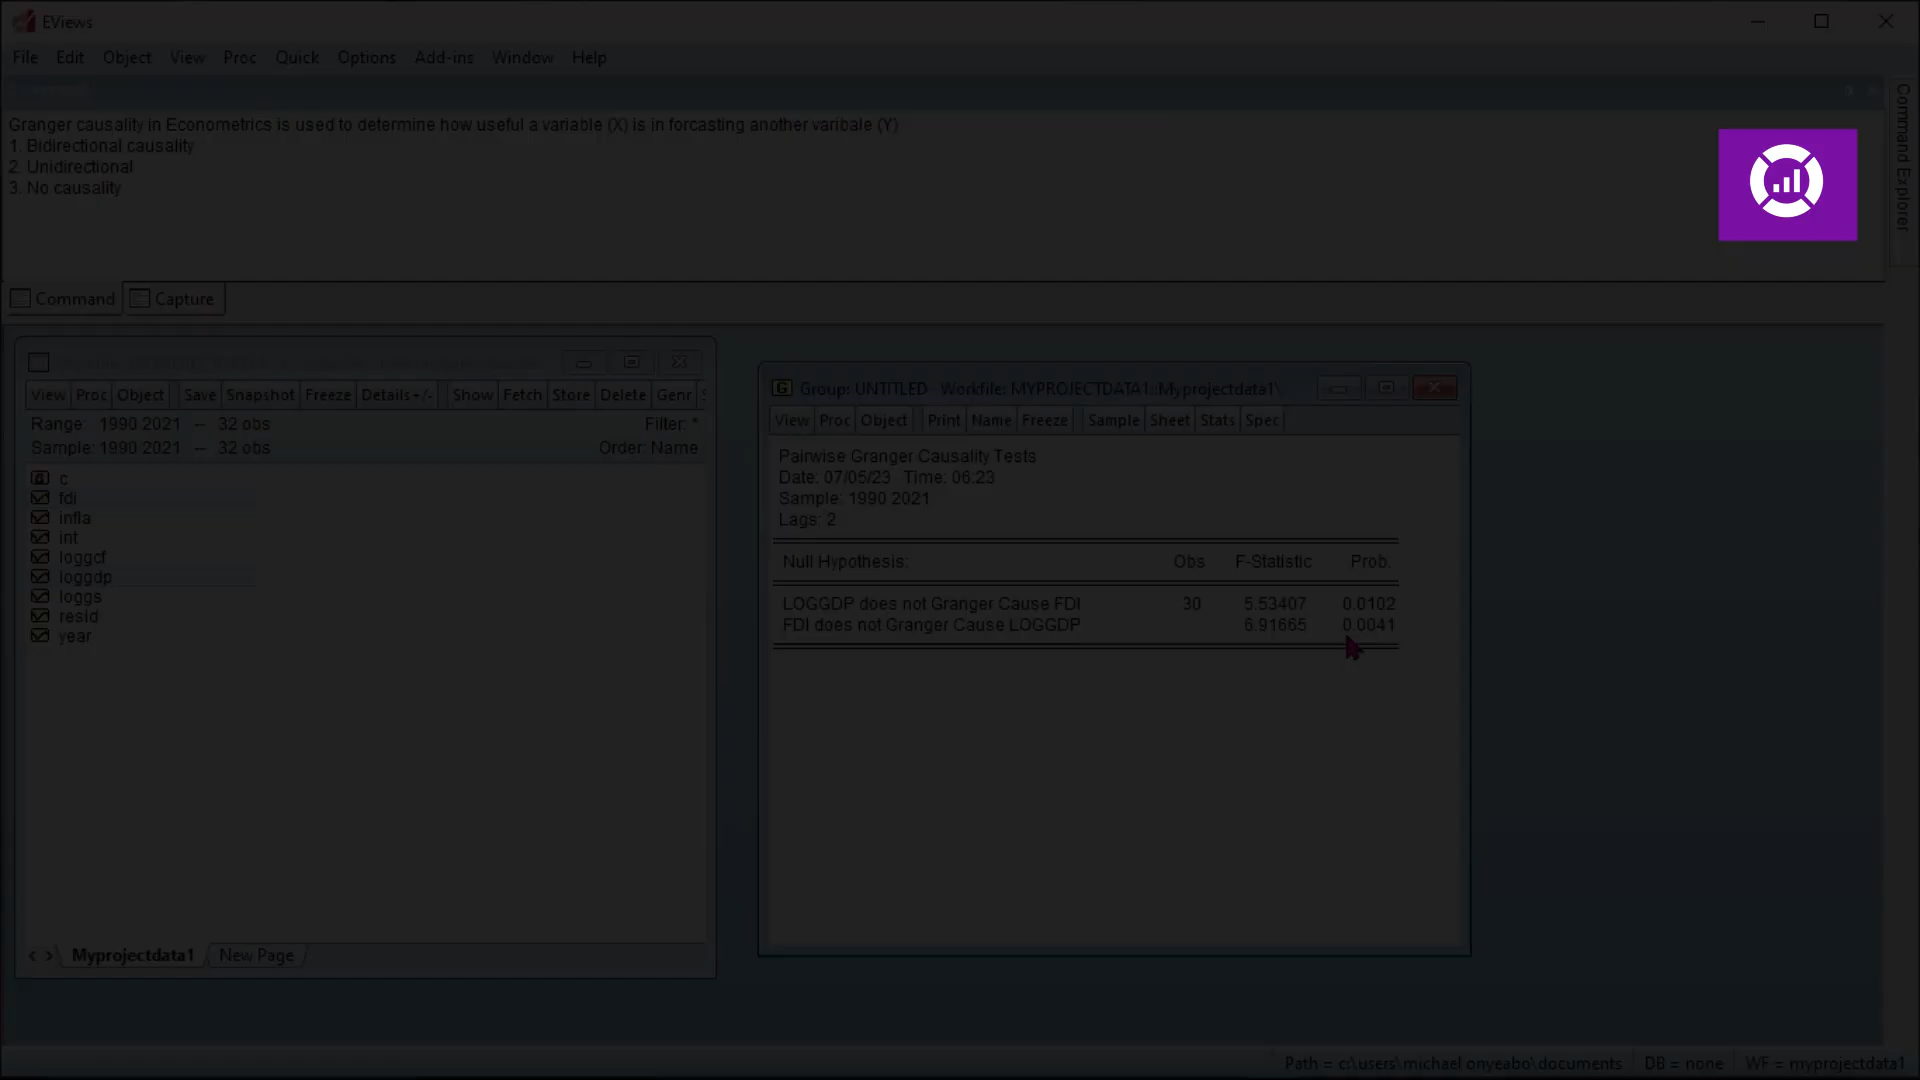 EViews
File Edit Object View Proc Quick Options Add-ins Window Help
Granger causality in Econometrics is used to determine how useful a variable (X) is in forcasting another varibale (Y)
1. Bidirectional causality
2. Unidirectional
3. No causality
Command Explorer
Command Capture
View Proc Object Save Snapshot Freeze Details+/- Show Fetch Store Delete Genr
Range: 1990 2021 -- 32 obs Filter: *
Sample: 1990 2021 -- 32 obs Order: Name
c
fdi
infla
int
loggcf
loggdp
loggs
resid
year
Myprojectdata1 New Page
Group: UNTITLED Workfile: MYPROJECTDATA1::Myprojectdata1\
View Proc Object Print Name Freeze Sample Sheet Stats Spec
Pairwise Granger Causality Tests
Date: 07/05/23 Time: 06:23
Sample: 1990 2021
Lags: 2
Null Hypothesis: Obs F-Statistic Prob.
LOGGDP does not Granger Cause FDI 30 5.53407 0.0102
FDI does not Granger Cause LOGGDP 6.91665 0.0041
Path = c:\users\michael onyeabo\documents DB = none WF = myprojectdata1